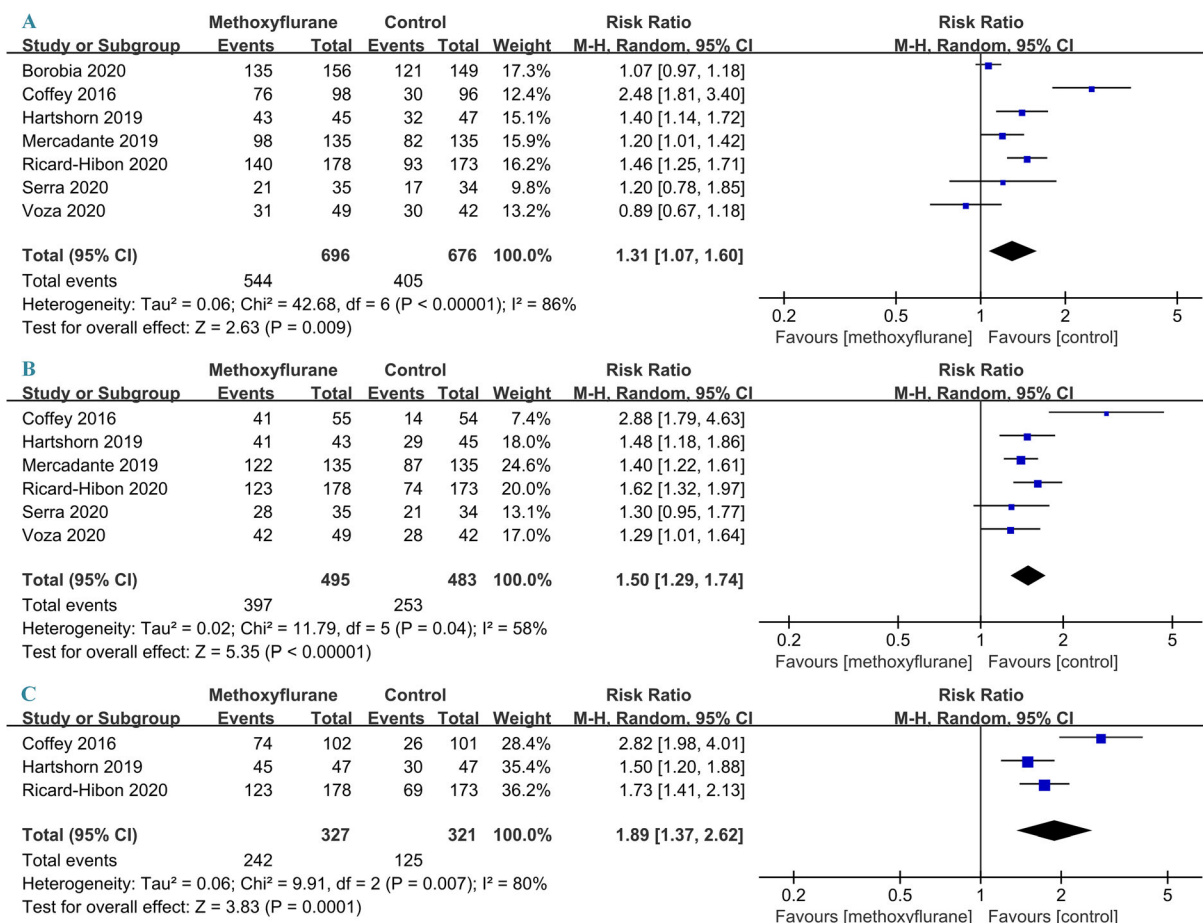 A Methoxyflurane Control Risk Ratio Risk Ratio
Study or Subgroup Events Total Events Total Weight M-H, Random, 95% CI M-H, Random, 95% CI
Borobia 2020 135 156 121 149 17.3% 1.07 [0.97, 1.18]
Coffey 2016 76 98 30 96 12.4% 2.48 [1.81, 3.40]
Hartshorn 2019 43 45 32 47 15.1% 1.40 [1.14, 1.72]
Mercadante 2019 98 135 82 135 15.9% 1.20 [1.01, 1.42]
Ricard-Hibon 2020 140 178 93 173 16.2% 1.46 [1.25, 1.71]
Serra 2020 21 35 17 34 9.8% 1.20 [0.78, 1.85]
Voza 2020 31 49 30 42 13.2% 0.89 [0.67, 1.18]
Total (95% CI) 696 676 100.0% 1.31 [1.07, 1.60]
Total events 544 405
Heterogeneity: Tau² = 0.06; Chi² = 42.68, df = 6 (P < 0.00001); I² = 86%
Test for overall effect: Z = 2.63 (P = 0.009)
0.2 0.5 1 2 5
Favours [methoxyflurane] Favours [control]
B Methoxyflurane Control Risk Ratio Risk Ratio
Study or Subgroup Events Total Events Total Weight M-H, Random, 95% CI M-H, Random, 95% CI
Coffey 2016 41 55 14 54 7.4% 2.88 [1.79, 4.63]
Hartshorn 2019 41 43 29 45 18.0% 1.48 [1.18, 1.86]
Mercadante 2019 122 135 87 135 24.6% 1.40 [1.22, 1.61]
Ricard-Hibon 2020 123 178 74 173 20.0% 1.62 [1.32, 1.97]
Serra 2020 28 35 21 34 13.1% 1.30 [0.95, 1.77]
Voza 2020 42 49 28 42 17.0% 1.29 [1.01, 1.64]
Total (95% CI) 495 483 100.0% 1.50 [1.29, 1.74]
Total events 397 253
Heterogeneity: Tau² = 0.02; Chi² = 11.79, df = 5 (P = 0.04); I² = 58%
Test for overall effect: Z = 5.35 (P < 0.00001)
0.2 0.5 1 2 5
Favours [methoxyflurane] Favours [control]
C Methoxyflurane Control Risk Ratio Risk Ratio
Study or Subgroup Events Total Events Total Weight M-H, Random, 95% CI M-H, Random, 95% CI
Coffey 2016 74 102 26 101 28.4% 2.82 [1.98, 4.01]
Hartshorn 2019 45 47 30 47 35.4% 1.50 [1.20, 1.88]
Ricard-Hibon 2020 123 178 69 173 36.2% 1.73 [1.41, 2.13]
Total (95% CI) 327 321 100.0% 1.89 [1.37, 2.62]
Total events 242 125
Heterogeneity: Tau² = 0.06; Chi² = 9.91, df = 2 (P = 0.007); I² = 80%
Test for overall effect: Z = 3.83 (P = 0.0001)
0.2 0.5 1 2 5
Favours [methoxyflurane] Favours [control]